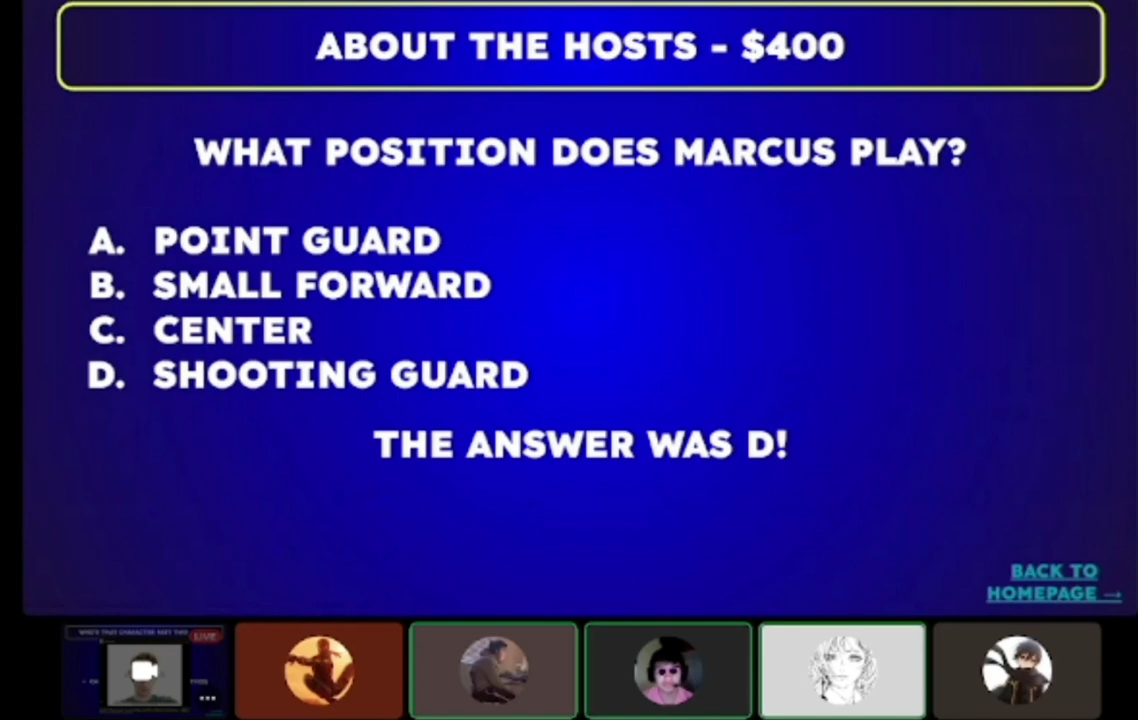 ABOUT THE HOSTS - $400
WHAT POSITION DOES MARCUS PLAY?
A. POINT GUARD
B. SMALL FORWARD
C. CENTER
D. SHOOTING GUARD
THE ANSWER WAS D!
BACK TO
HOMEPAGE →
LIVE